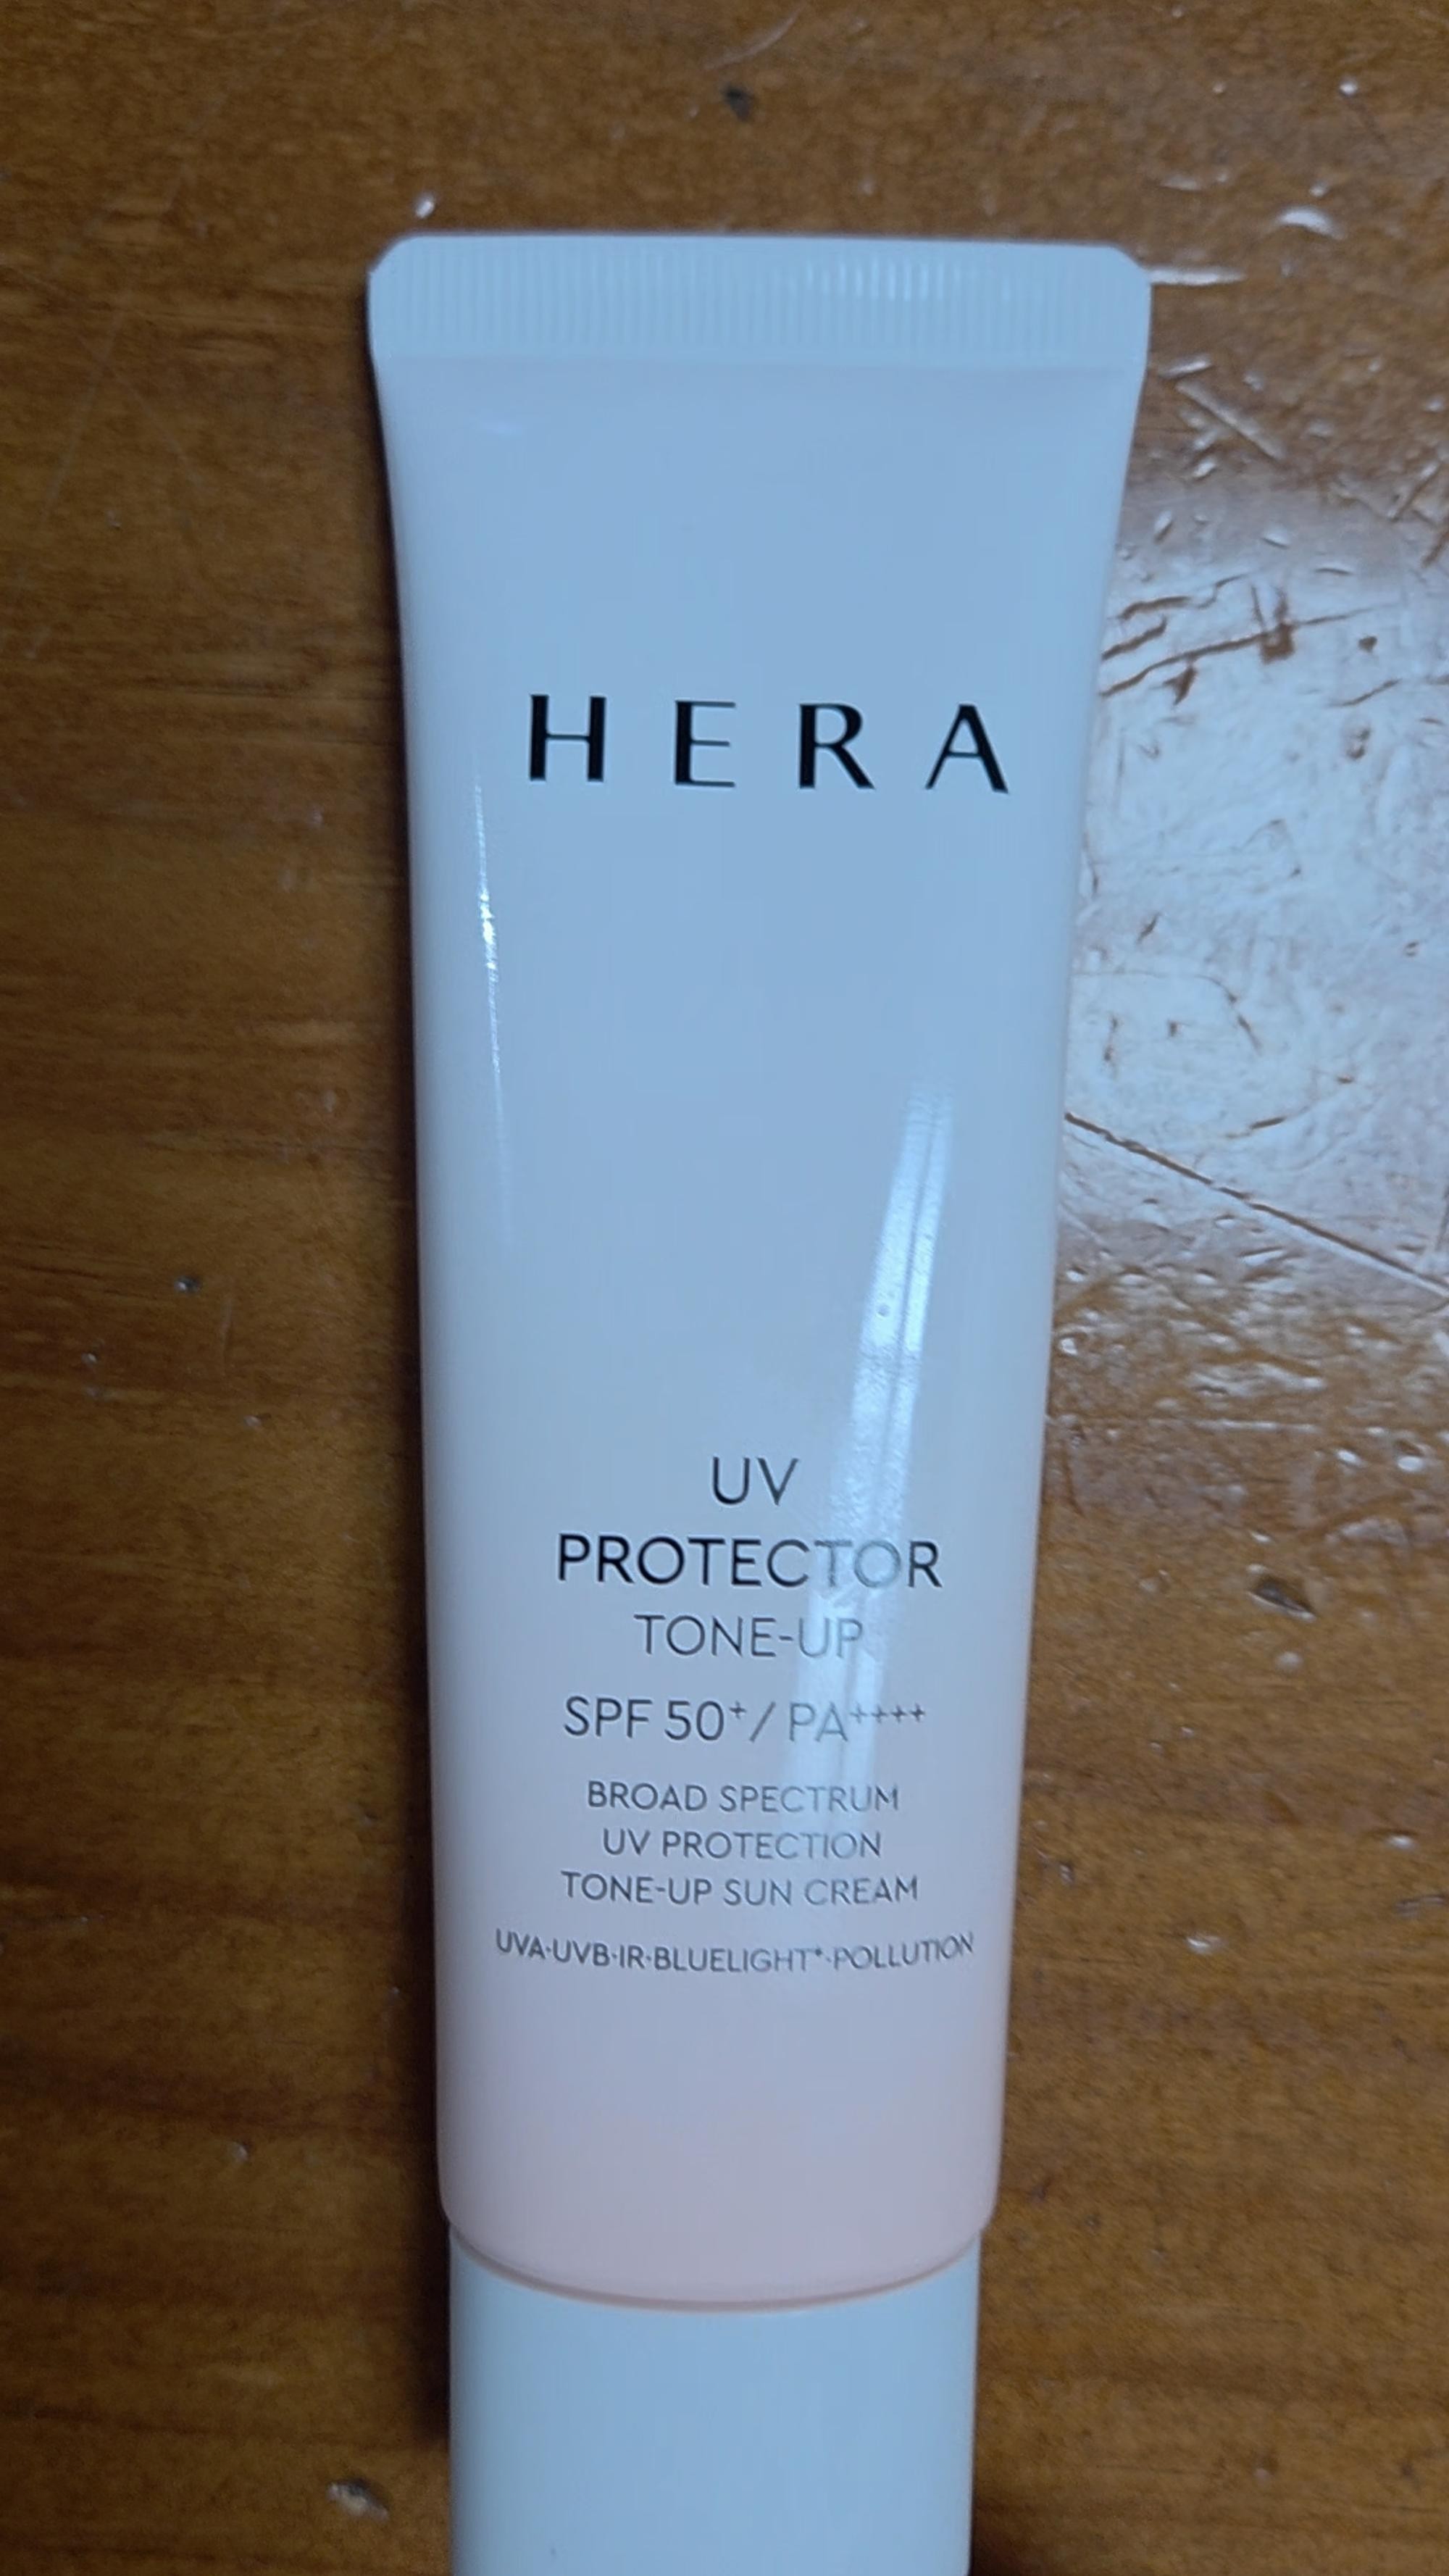 HERA
UV
PROTECTOR
TONE-UP
SPF 50+/ PA++++
BROAD SPECTRUM
UV PROTECTION
TONE-UP SUN CREAM
UVA·UVB·IR·BLUELIGHT*·POLLUTION